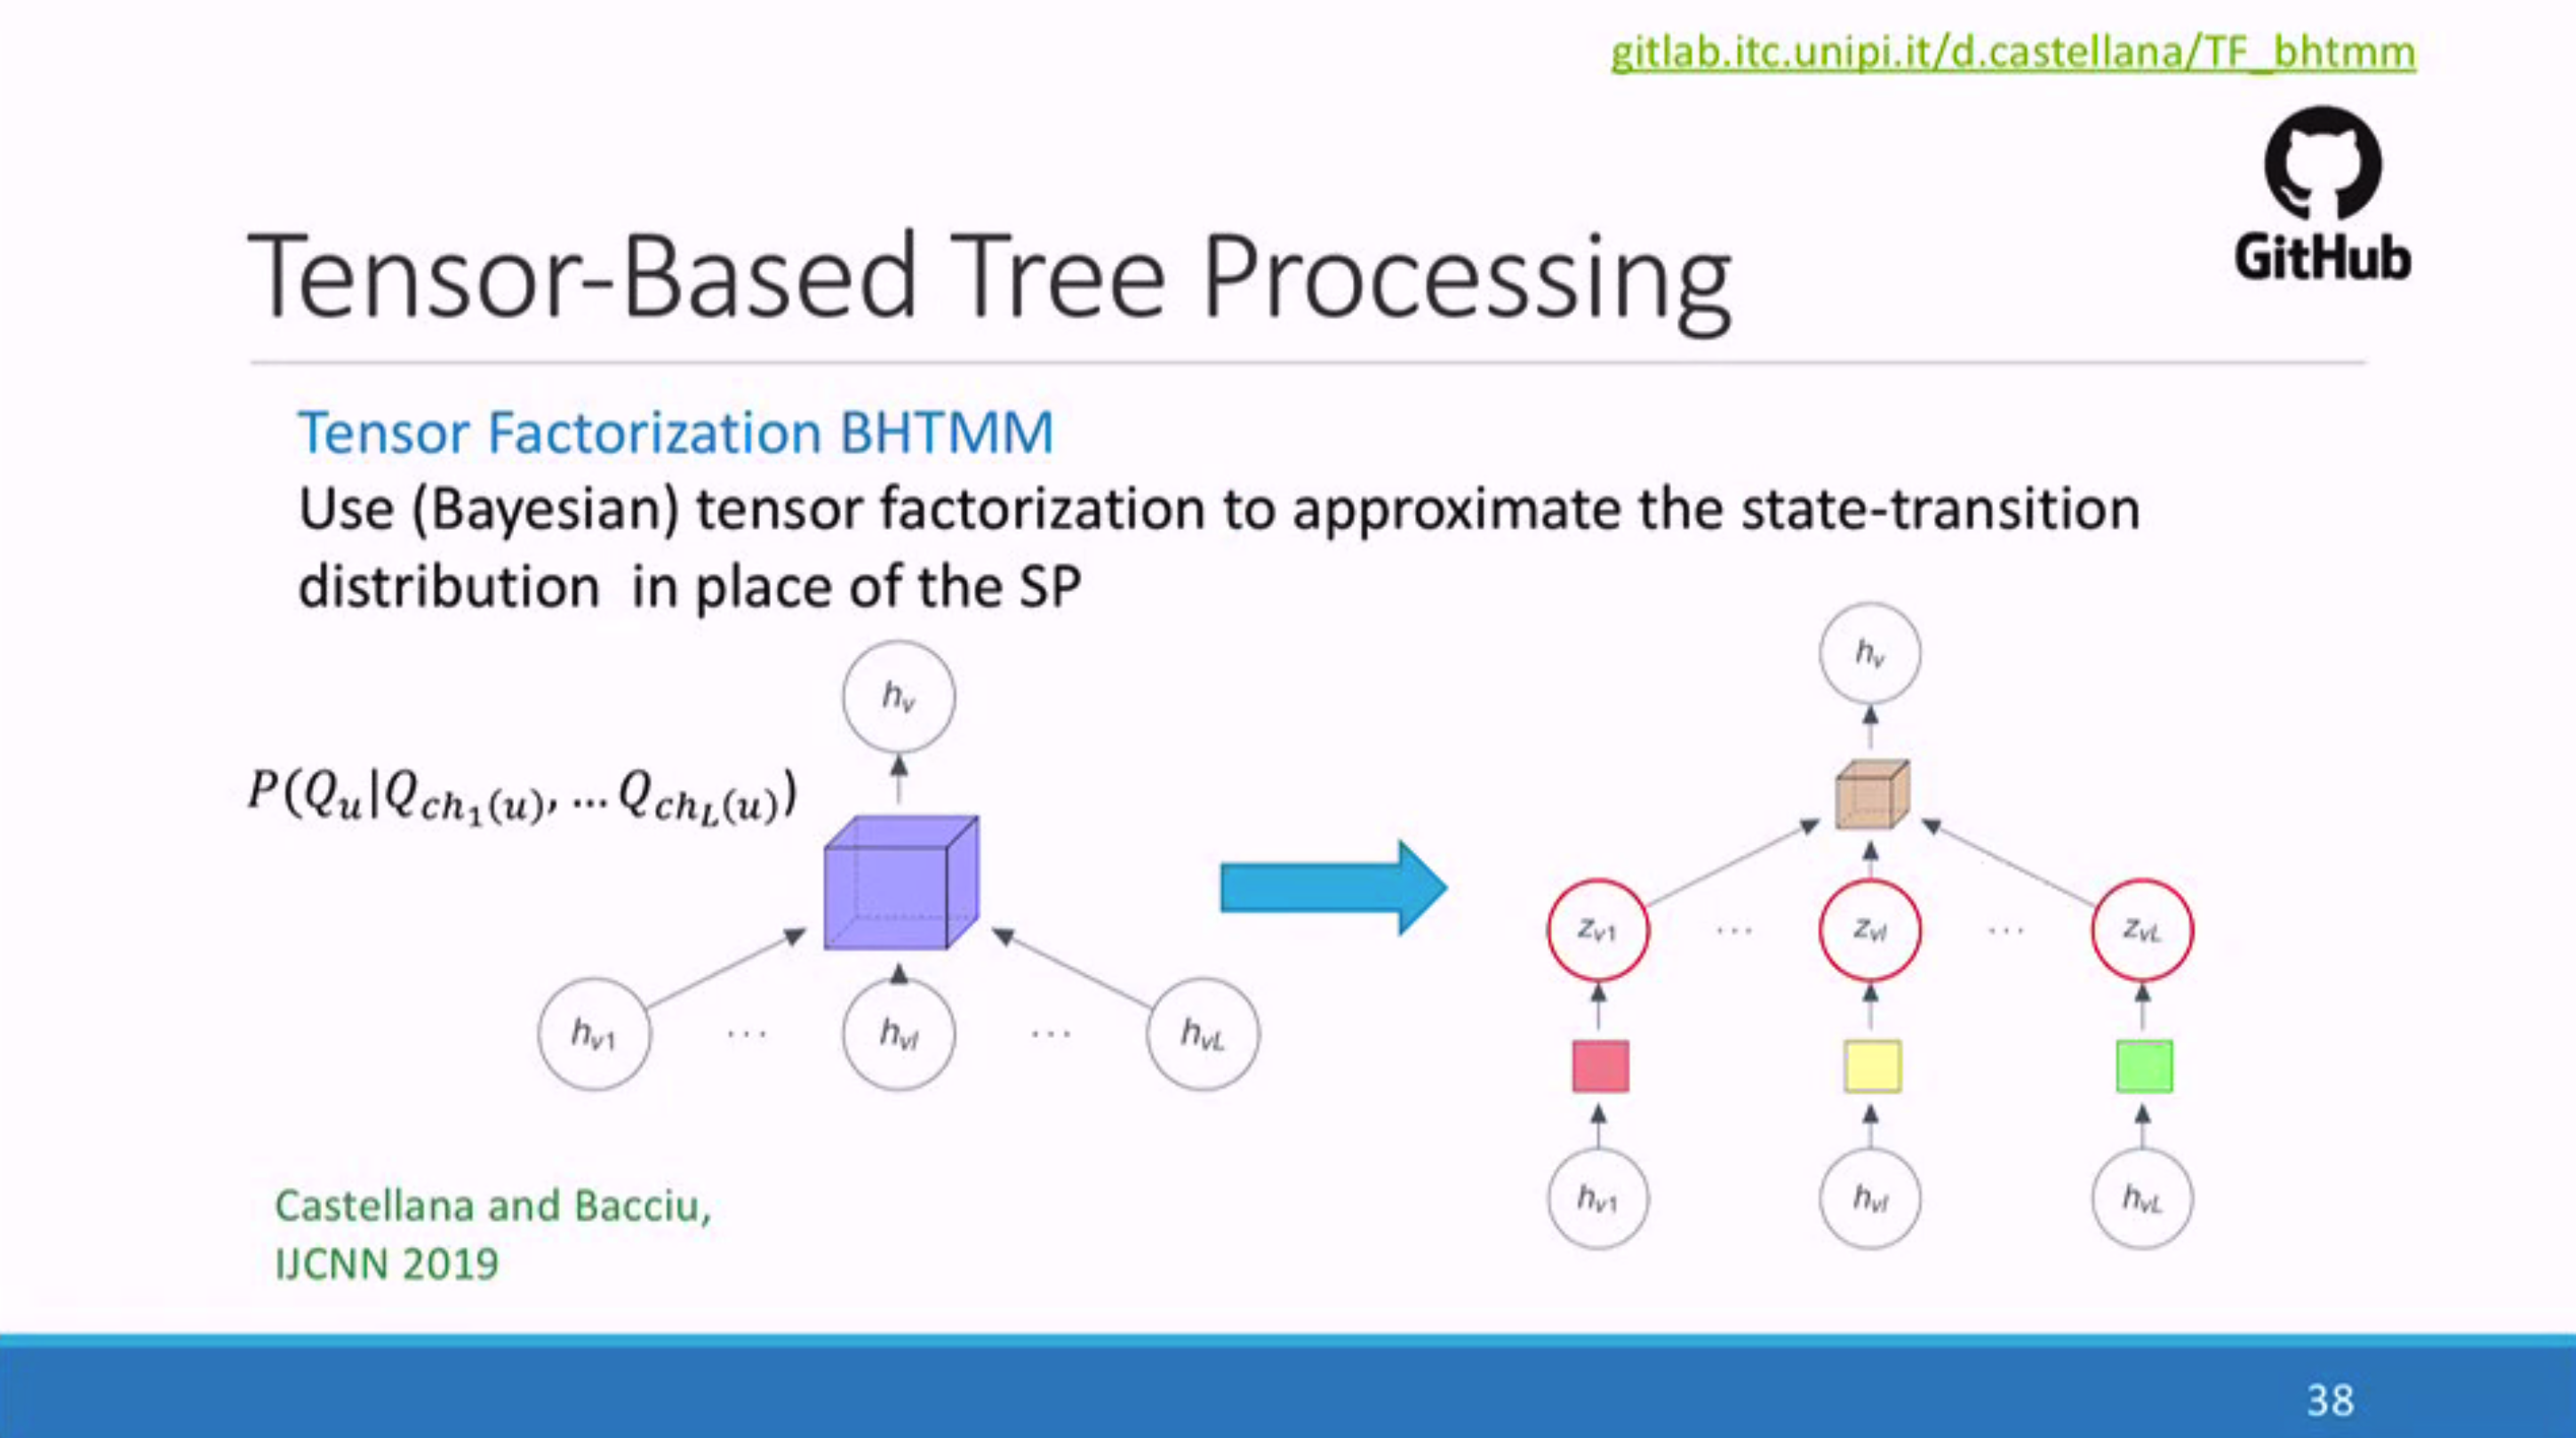 gitlab.itc.unipi.it/d.castellana/TF_bhtmm
GitHub
Tensor-Based Tree Processing
Tensor Factorization BHTMM
Use (Bayesian) tensor factorization to approximate the state-transition
distribution in place of the SP
P(Q_u|Q_{ch_1(u)}, … Q_{ch_L(u)})
h_v
h_{v1} … h_{vl} … h_{vL}
h_v
z_{v1} … z_{vl} … z_{vL}
h_{v1} h_{vl} h_{vL}
Castellana and Bacciu,
IJCNN 2019
38